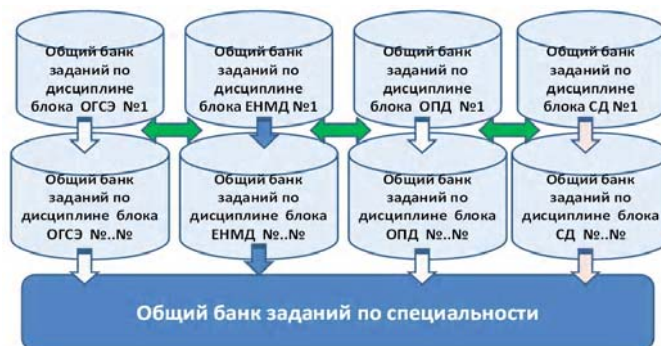 Общий банк
заданий по
дисциплине
блока ОГСЭ №1
Общий банк
заданий по
дисциплине
блока ЕНМД №1
Общий банк
заданий по
дисциплине
блока ОПД №1
Общий банк
заданий по
дисциплине
блока СД №1
Общий банк
заданий по
дисциплине блока
ОГСЭ №..№
Общий банк
заданий по
дисциплине блока
ЕНМД №..№
Общий банк
заданий по
дисциплине блока
ОПД №..№
Общий банк
заданий по
дисциплине блока
СД №..№
Общий банк заданий по специальности